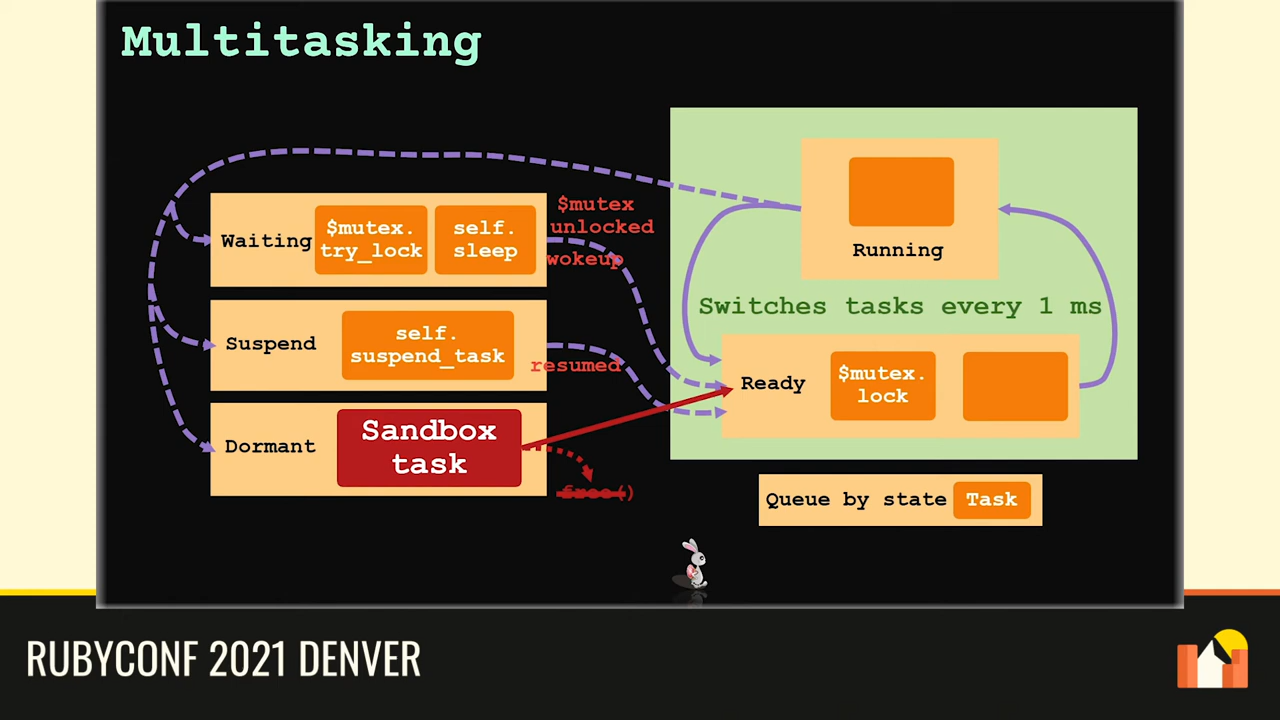 Multitasking
Waiting
$mutex.
try_lock
self.
sleep
$mutex
unlocked
wokeup
Suspend
self.
suspend_task
resumed
Dormant
Sandbox
task
free()
Running
Switches tasks every 1 ms
Ready
$mutex.
lock
Queue by state
Task
RUBYCONF 2021 DENVER